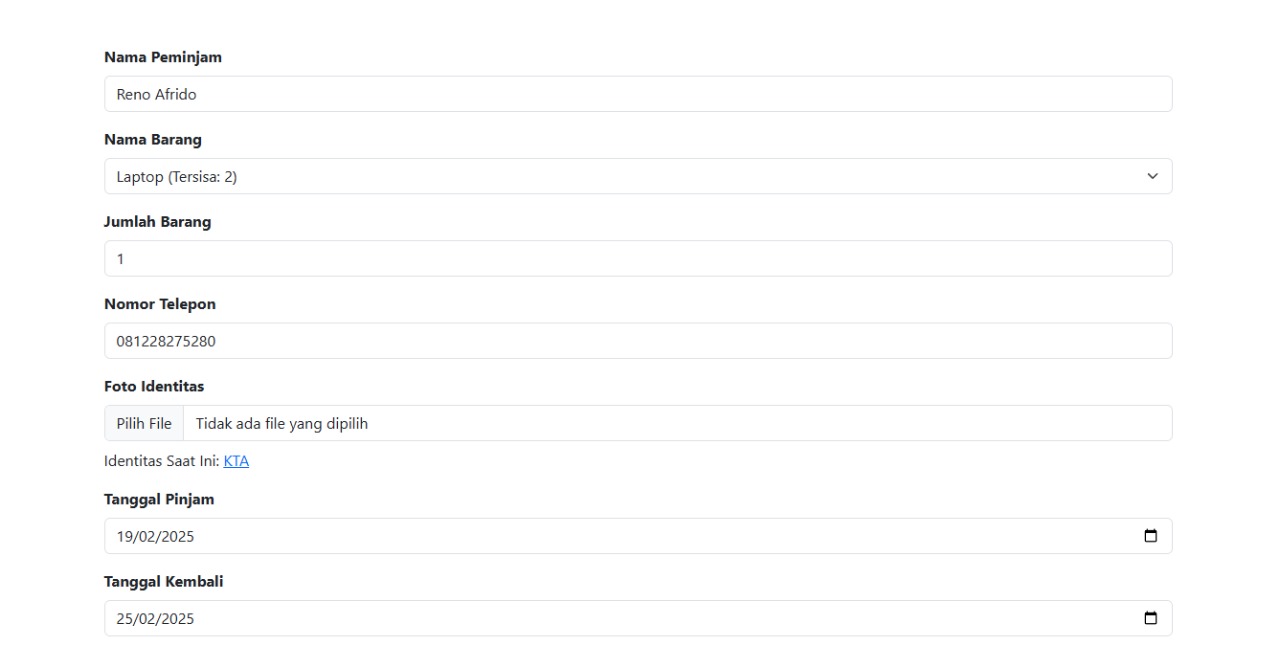 Nama Peminjam
Reno Afrido
Nama Barang
Laptop (Tersisa: 2)
Jumlah Barang
1
Nomor Telepon
081228275280
Foto Identitas
Pilih File Tidak ada file yang dipilih
Identitas Saat Ini: KTA
Tanggal Pinjam
19/02/2025
Tanggal Kembali
25/02/2025